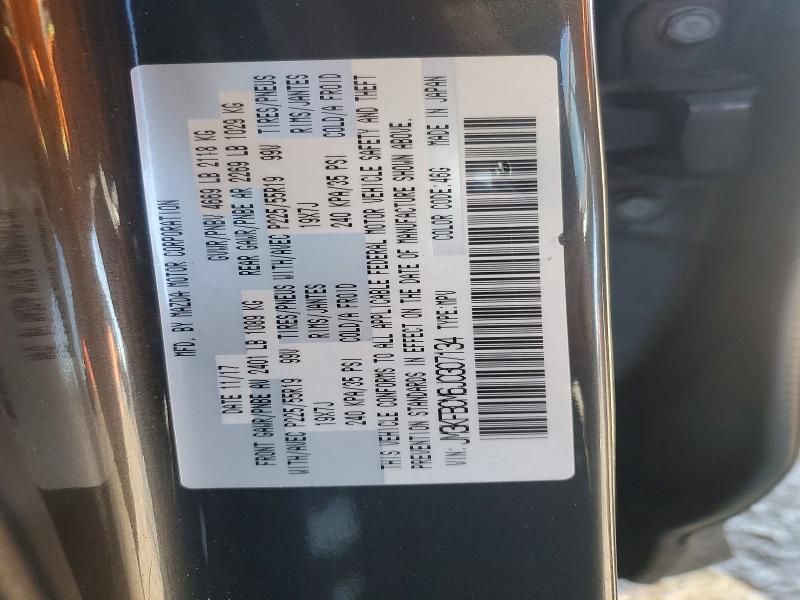 MFD. BY MAZDA MOTOR CORPORATION
DATE 11/17 GVWR/PNBV 4669 LB 2118 KG
FRONT GAWR/PNBE AV 2401 LB 1089 KG REAR GAWR/PNBE AR 2269 LB 1029 KG
WITH/AVEC P225/55R19 99V TIRES/PNEUS WITH/AVEC P225/55R19 99V TIRES/PNEUS
19X7J RIMS/JANTES 19X7J RIMS/JANTES
240 KPA/35 PSI COLD/A FROID 240 KPA/35 PSI COLD/A FROID
THIS VEHICLE CONFORMS TO ALL APPLICABLE FEDERAL MOTOR VEHICLE SAFETY AND THEFT
PREVENTION STANDARDS IN EFFECT ON THE DATE OF MANUFACTURE SHOWN ABOVE.
VIN: JM3KFBCM6J0307134 TYPE:MPV COLOR CODE:46G MADE IN JAPAN